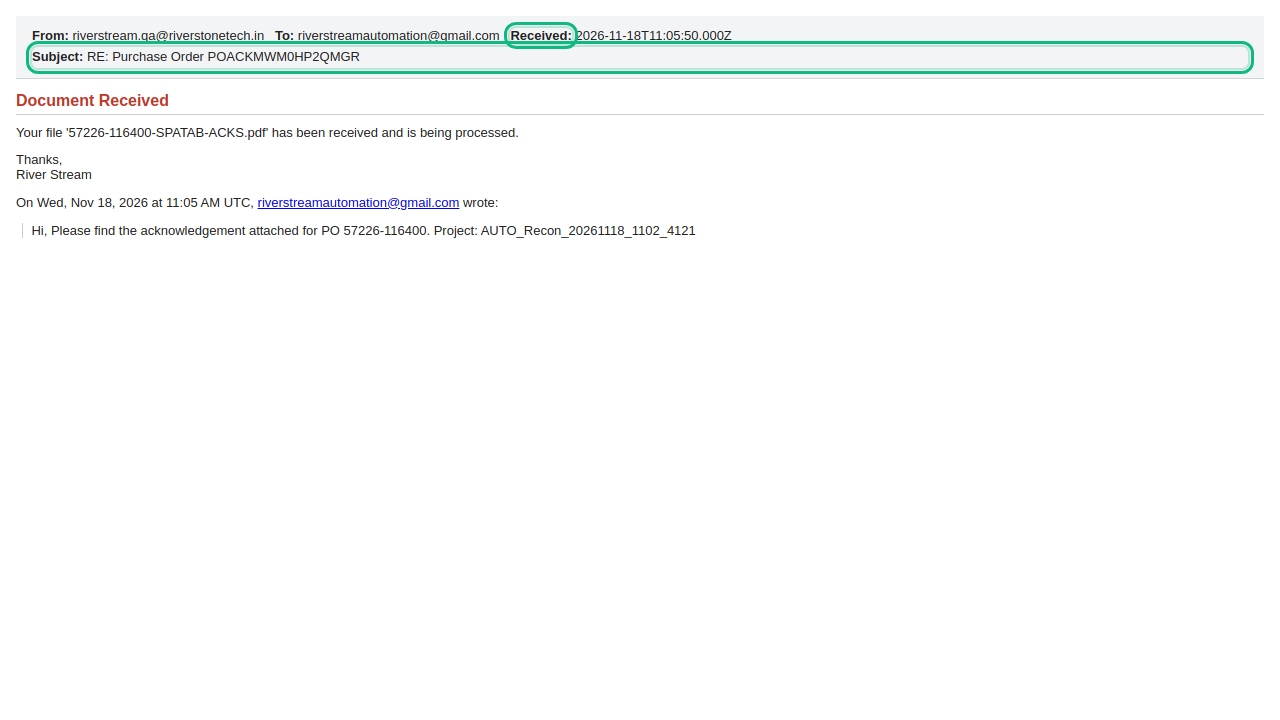 From: riverstream.qa@riverstonetech.in To: riverstreamautomation@gmail.com Received: 2026-11-18T11:05:50.000Z
Subject: RE: Purchase Order POACKMWM0HP2QMGR
Document Received
Your file '57226-116400-SPATAB-ACKS.pdf' has been received and is being processed.
Thanks,
River Stream
On Wed, Nov 18, 2026 at 11:05 AM UTC, riverstreamautomation@gmail.com wrote:
Hi, Please find the acknowledgement attached for PO 57226-116400. Project: AUTO_Recon_20261118_1102_4121